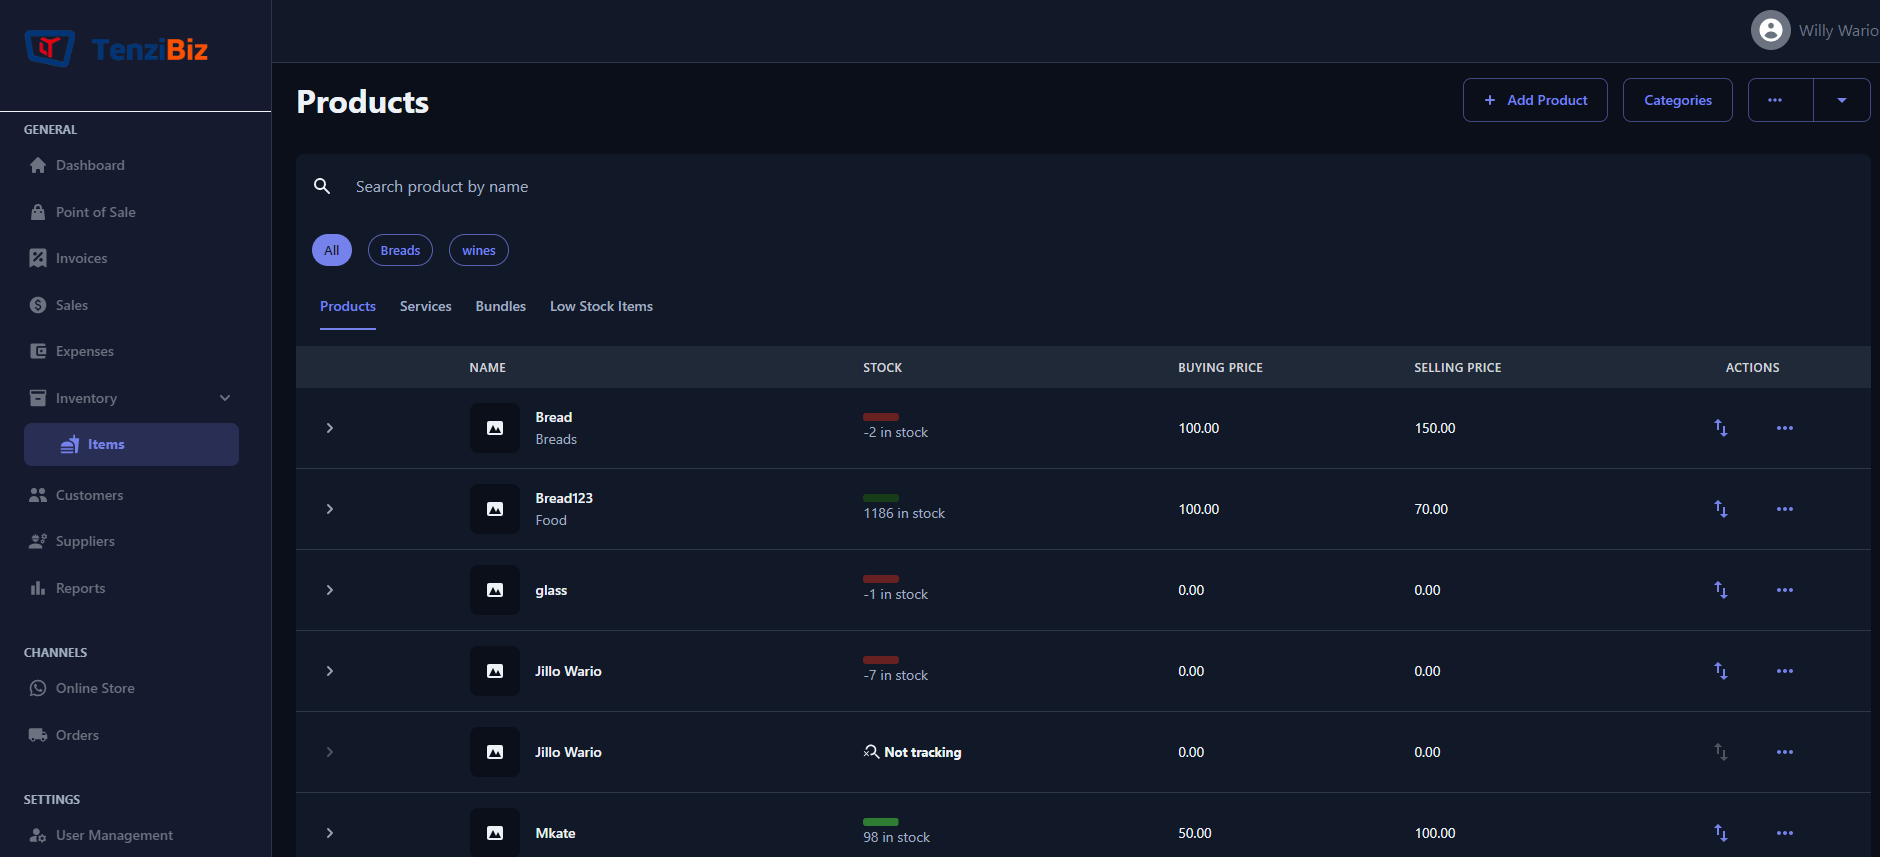 TenziBiz
Willy Wario
Products
+ Add Product
Categories
...
GENERAL
Dashboard
Point of Sale
Invoices
Sales
Expenses
Inventory
Items
Customers
Suppliers
Reports
CHANNELS
Online Store
Orders
SETTINGS
User Management
Search product by name
All Breads wines
Products Services Bundles Low Stock Items
NAME STOCK BUYING PRICE SELLING PRICE ACTIONS
Bread
Breads
-2 in stock
100.00
150.00
Bread123
Food
1186 in stock
100.00
70.00
glass
-1 in stock
0.00
0.00
Jillo Wario
-7 in stock
0.00
0.00
Jillo Wario
Not tracking
0.00
0.00
Mkate
98 in stock
50.00
100.00